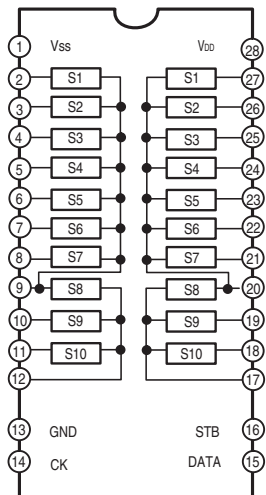 1 Vss VDD 28
2 S1 S1 27
3 S2 S2 26
4 S3 S3 25
5 S4 S4 24
6 S5 S5 23
7 S6 S6 22
8 S7 S7 21
9 S8 S8 20
10 S9 S9 19
11 S10 S10 18
12 17
13 GND STB 16
14 CK DATA 15